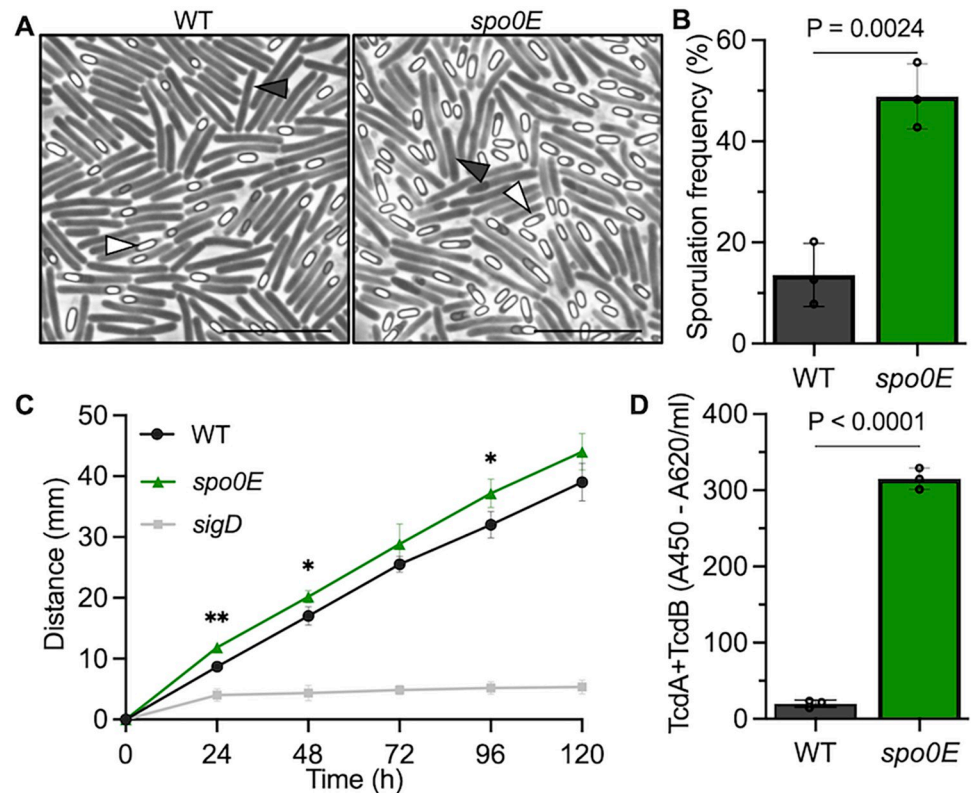 A
WT
spo0E
B
P = 0.0024
Sporulation frequency (%)
60
40
20
0
WT
spo0E
C
Distance (mm)
50
40
30
20
10
0
WT
spo0E
sigD
**
*
*
0 24 48 72 96 120
Time (h)
D
TcdA+TcdB (A450 - A620/ml)
400
300
200
100
0
P < 0.0001
WT
spo0E